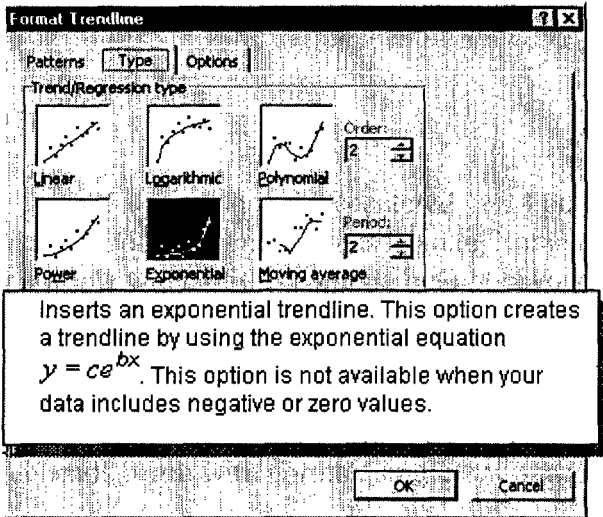 Format Trendline
Patterns Type Options
Trend/Regression type
Order:
2
Linear Logarithmic Polynomial
Period:
2
Power Exponential Moving average
Inserts an exponential trendline. This option creates
a trendline by using the exponential equation
y = ce^bx. This option is not available when your
data includes negative or zero values.
OK Cancel